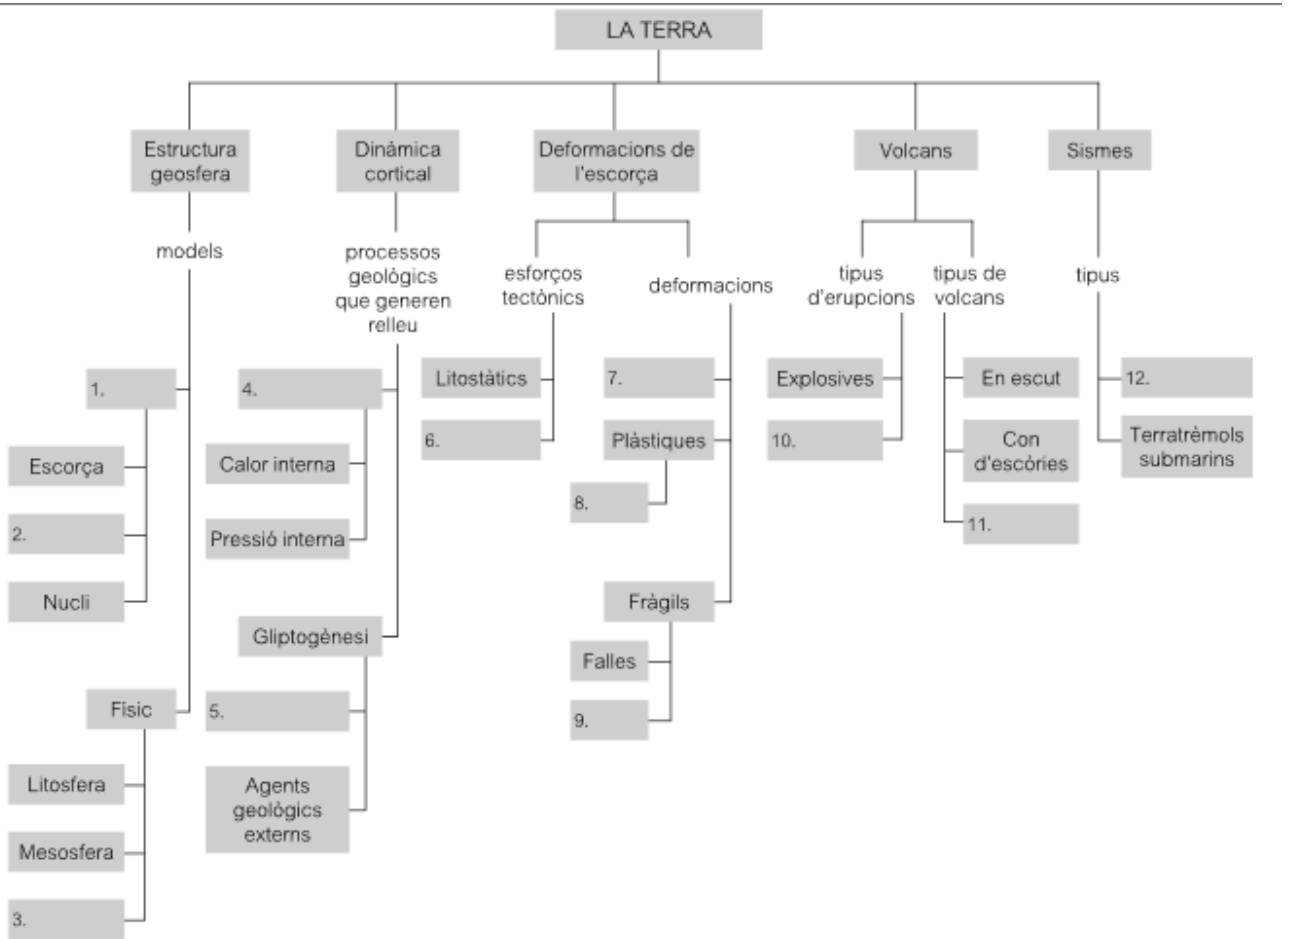 LA TERRA
Estructura
geosfera
Dinàmica
cortical
Deformacions de
l'escorça
Volcans
Sismes
models
processos
geològics
que generen
relleu
esforços
tectònics
deformacions
tipus
d'erupcions
tipus de
volcans
tipus
1.
Escorça
2.
Nucli
Físic
Litosfera
Mesosfera
3.
4.
Calor interna
Pressió interna
Gliptogènesi
5.
Agents
geològics
externs
Litostàtics
6.
7.
Plàstiques
8.
Fràgils
Falles
9.
Explosives
10.
En escut
Con
d'escòries
11.
12.
Terratrèmols
submarins